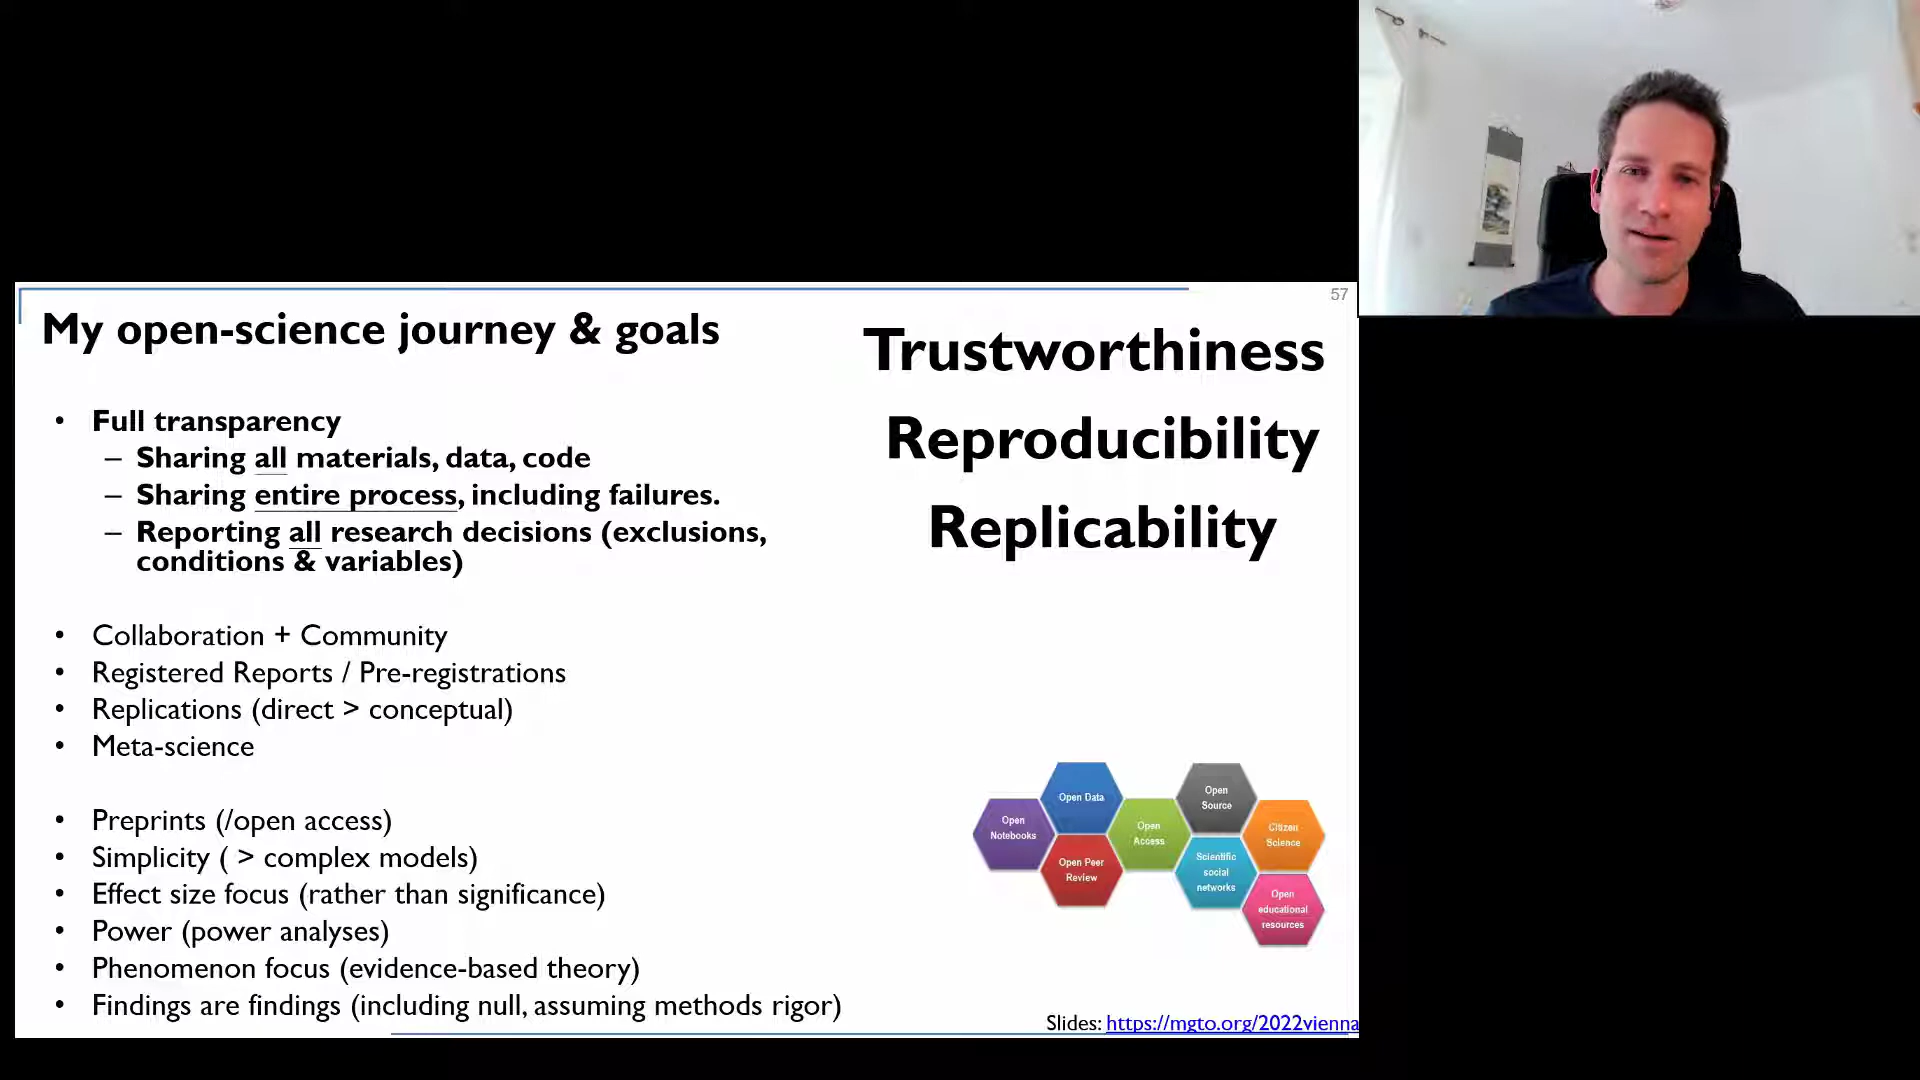 57
My open-science journey & goals
Trustworthiness
Reproducibility
Replicability
• Full transparency
– Sharing all materials, data, code
– Sharing entire process, including failures.
– Reporting all research decisions (exclusions,
conditions & variables)
• Collaboration + Community
• Registered Reports / Pre-registrations
• Replications (direct > conceptual)
• Meta-science
• Preprints (/open access)
• Simplicity ( > complex models)
• Effect size focus (rather than significance)
• Power (power analyses)
• Phenomenon focus (evidence-based theory)
• Findings are findings (including null, assuming methods rigor)
Open
Notebooks
Open Data
Open Peer
Review
Open
Access
Open
Source
Scientific
social
networks
Citizen
Science
Open
educational
resources
Slides: https://mgto.org/2022vienna